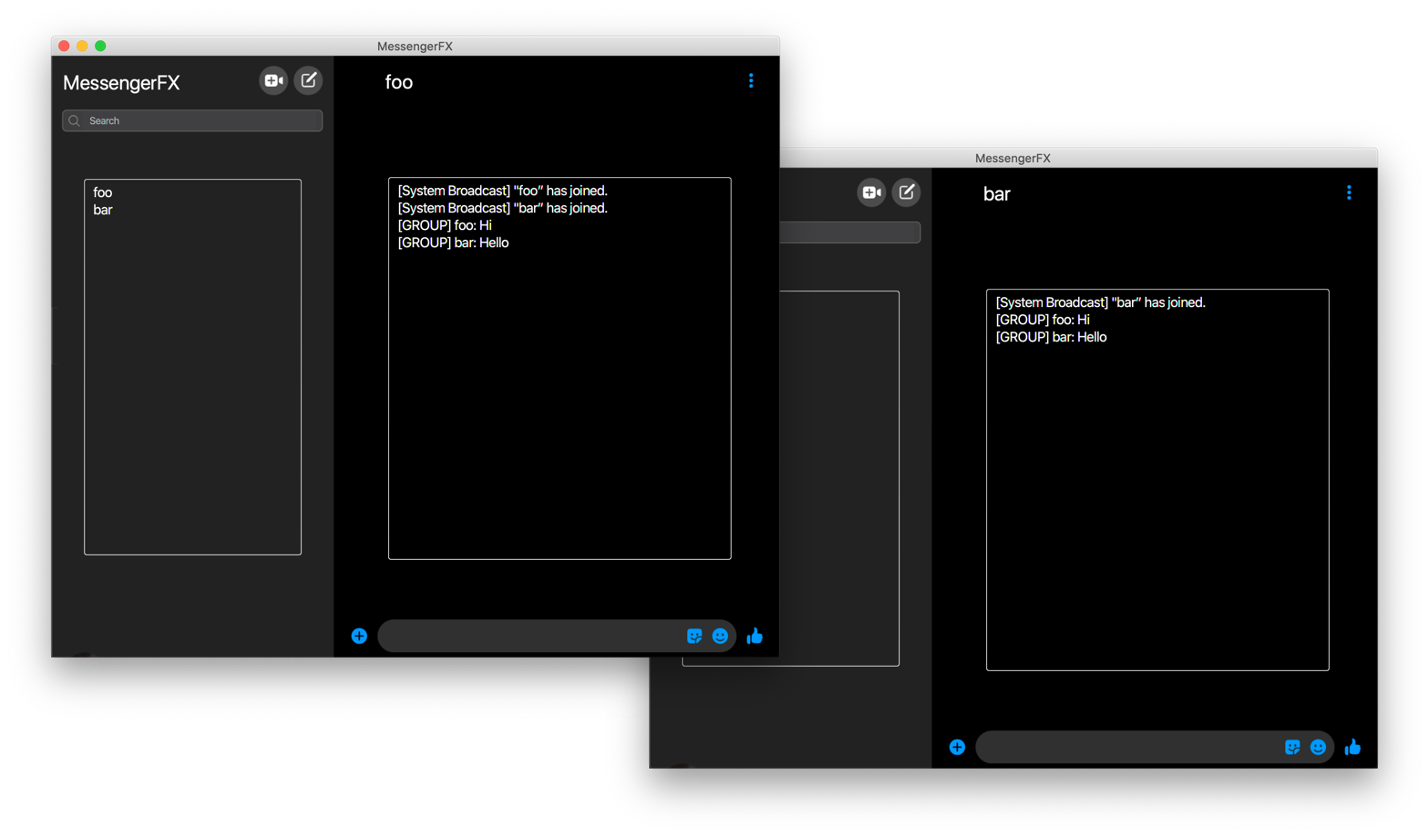 MessengerFX
MessengerFX
foo
Search
foo
bar
[System Broadcast] "foo" has joined.
[System Broadcast] "bar" has joined.
[GROUP] foo: Hi
[GROUP] bar: Hello
MessengerFX
bar
[System Broadcast] "bar" has joined.
[GROUP] foo: Hi
[GROUP] bar: Hello